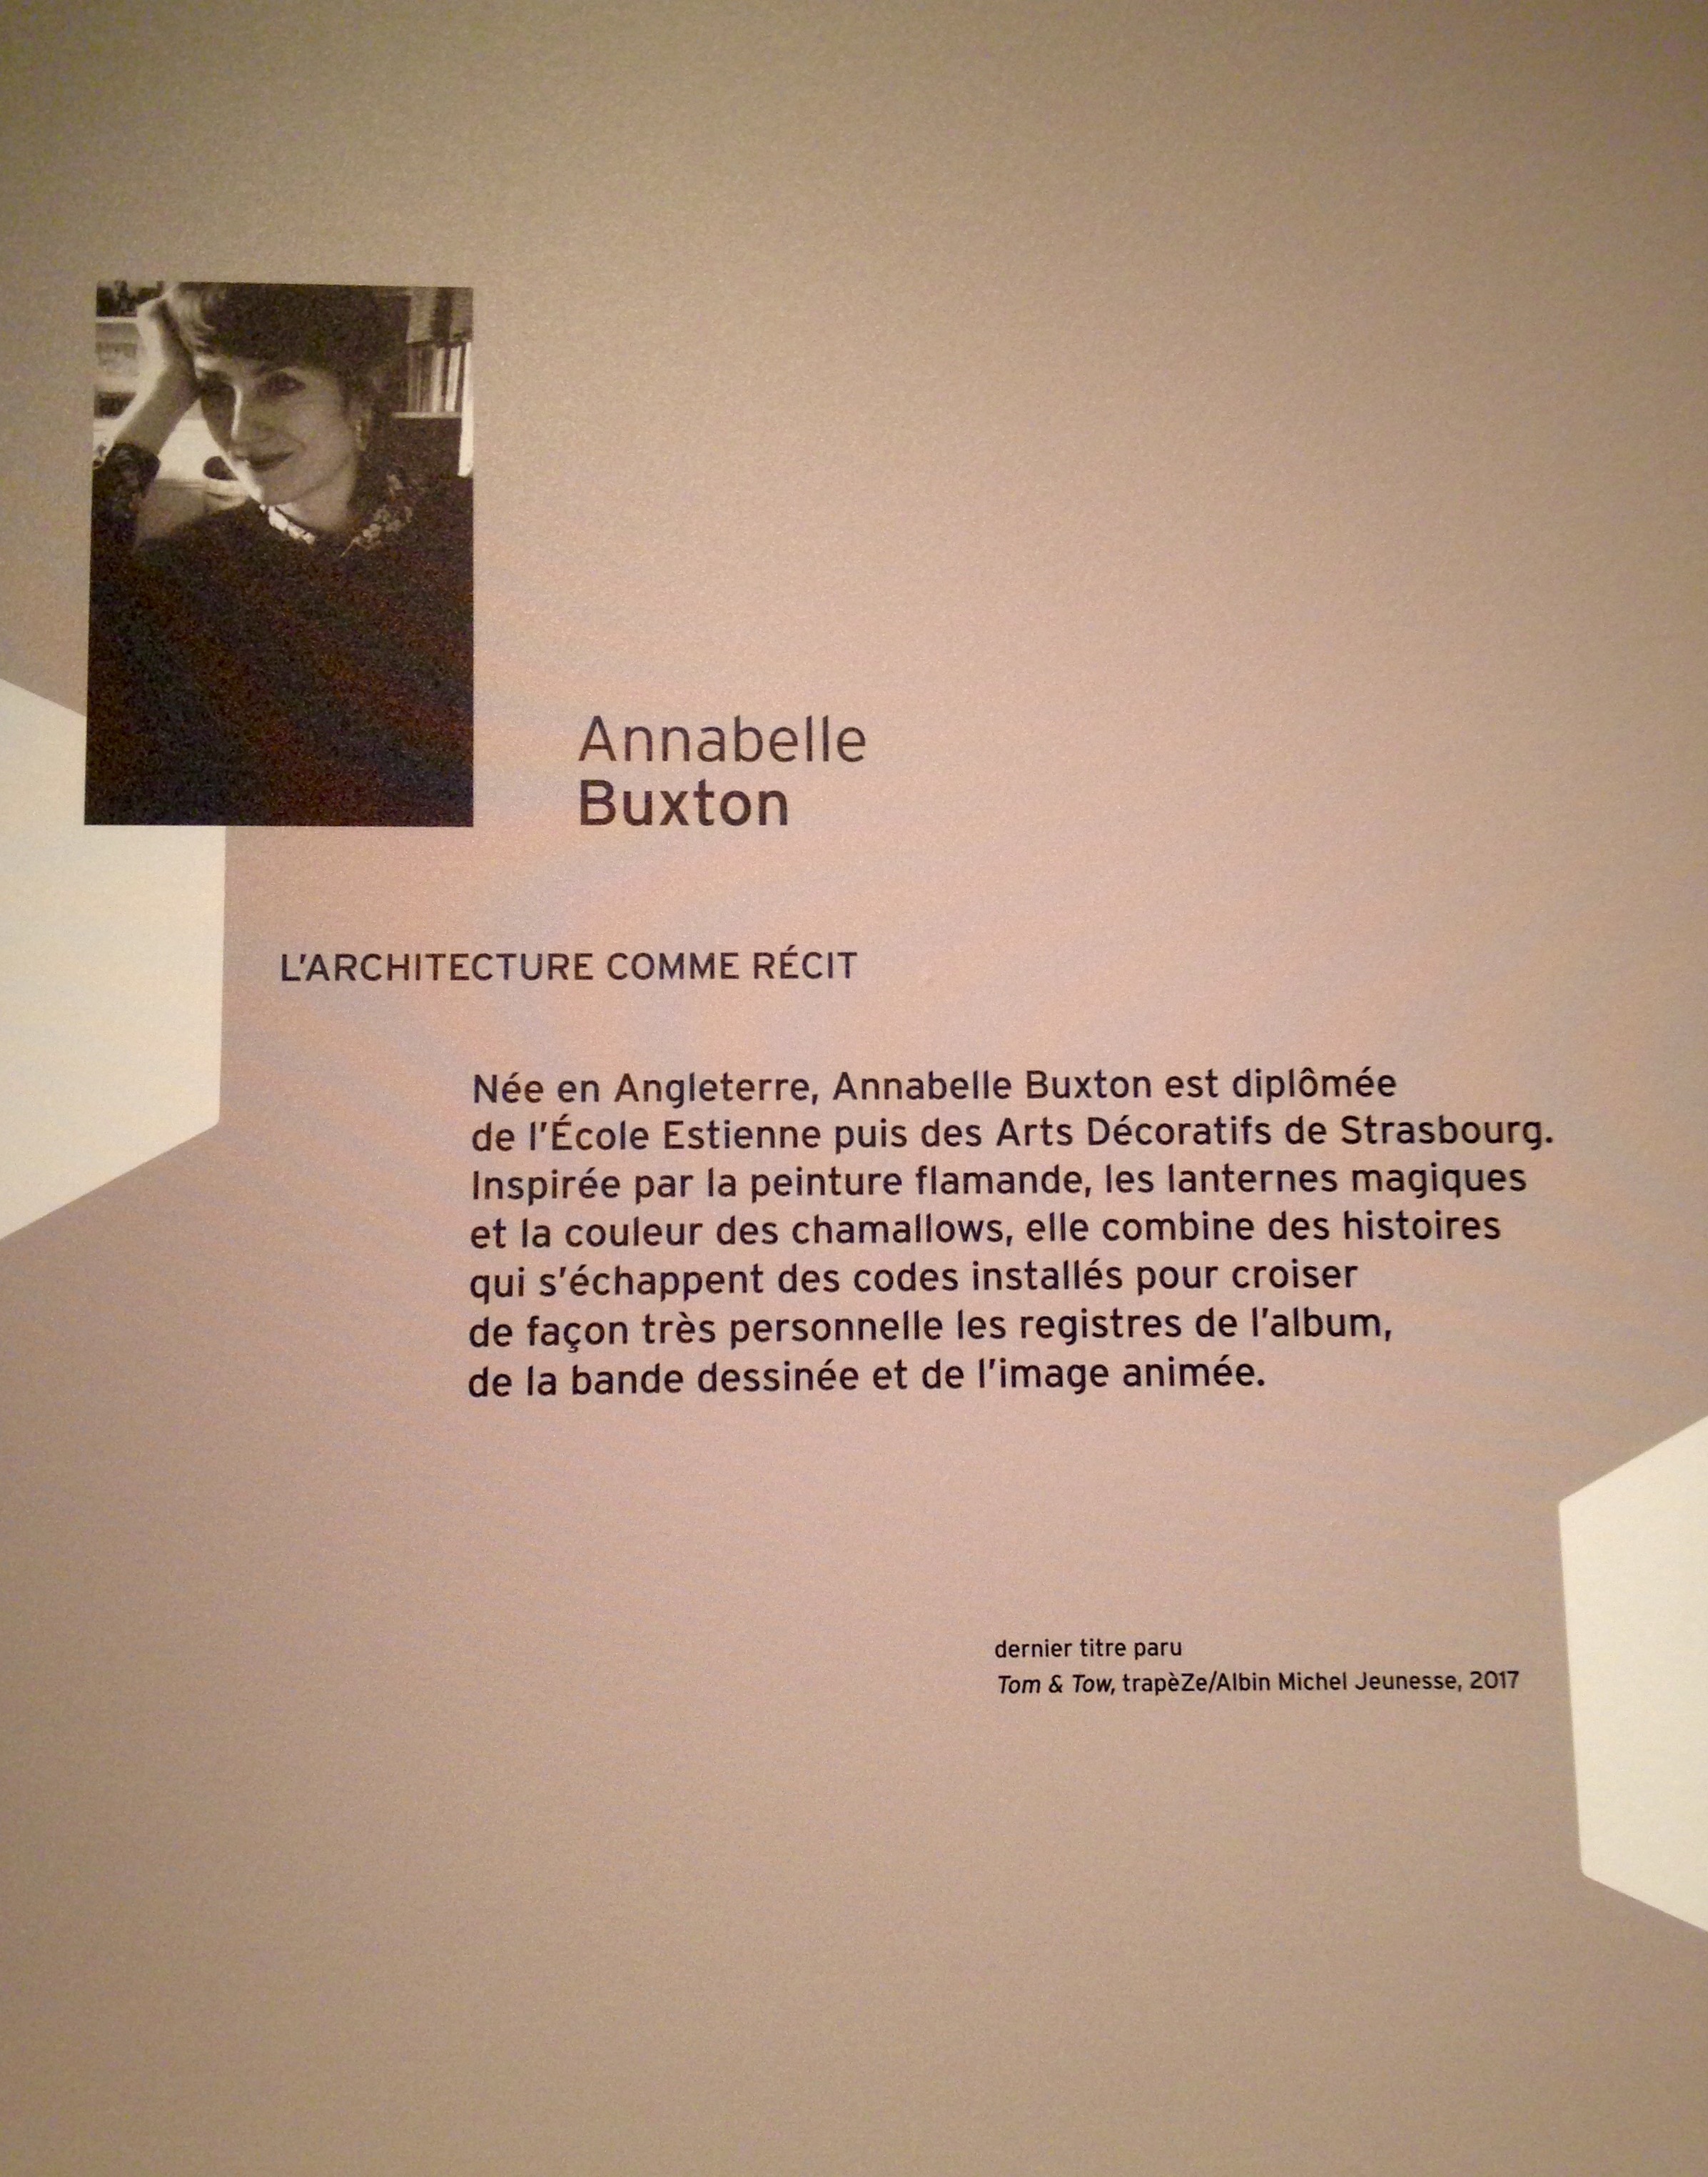 Annabelle
Buxton
L'ARCHITECTURE COMME RÉCIT
Née en Angleterre, Annabelle Buxton est diplômée
de l'École Estienne puis des Arts Décoratifs de Strasbourg.
Inspirée par la peinture flamande, les lanternes magiques
et la couleur des chamallows, elle combine des histoires
qui s'échappent des codes installés pour croiser
de façon très personnelle les registres de l'album,
de la bande dessinée et de l'image animée.
dernier titre paru
Tom & Tow, trapèZe/Albin Michel Jeunesse, 2017